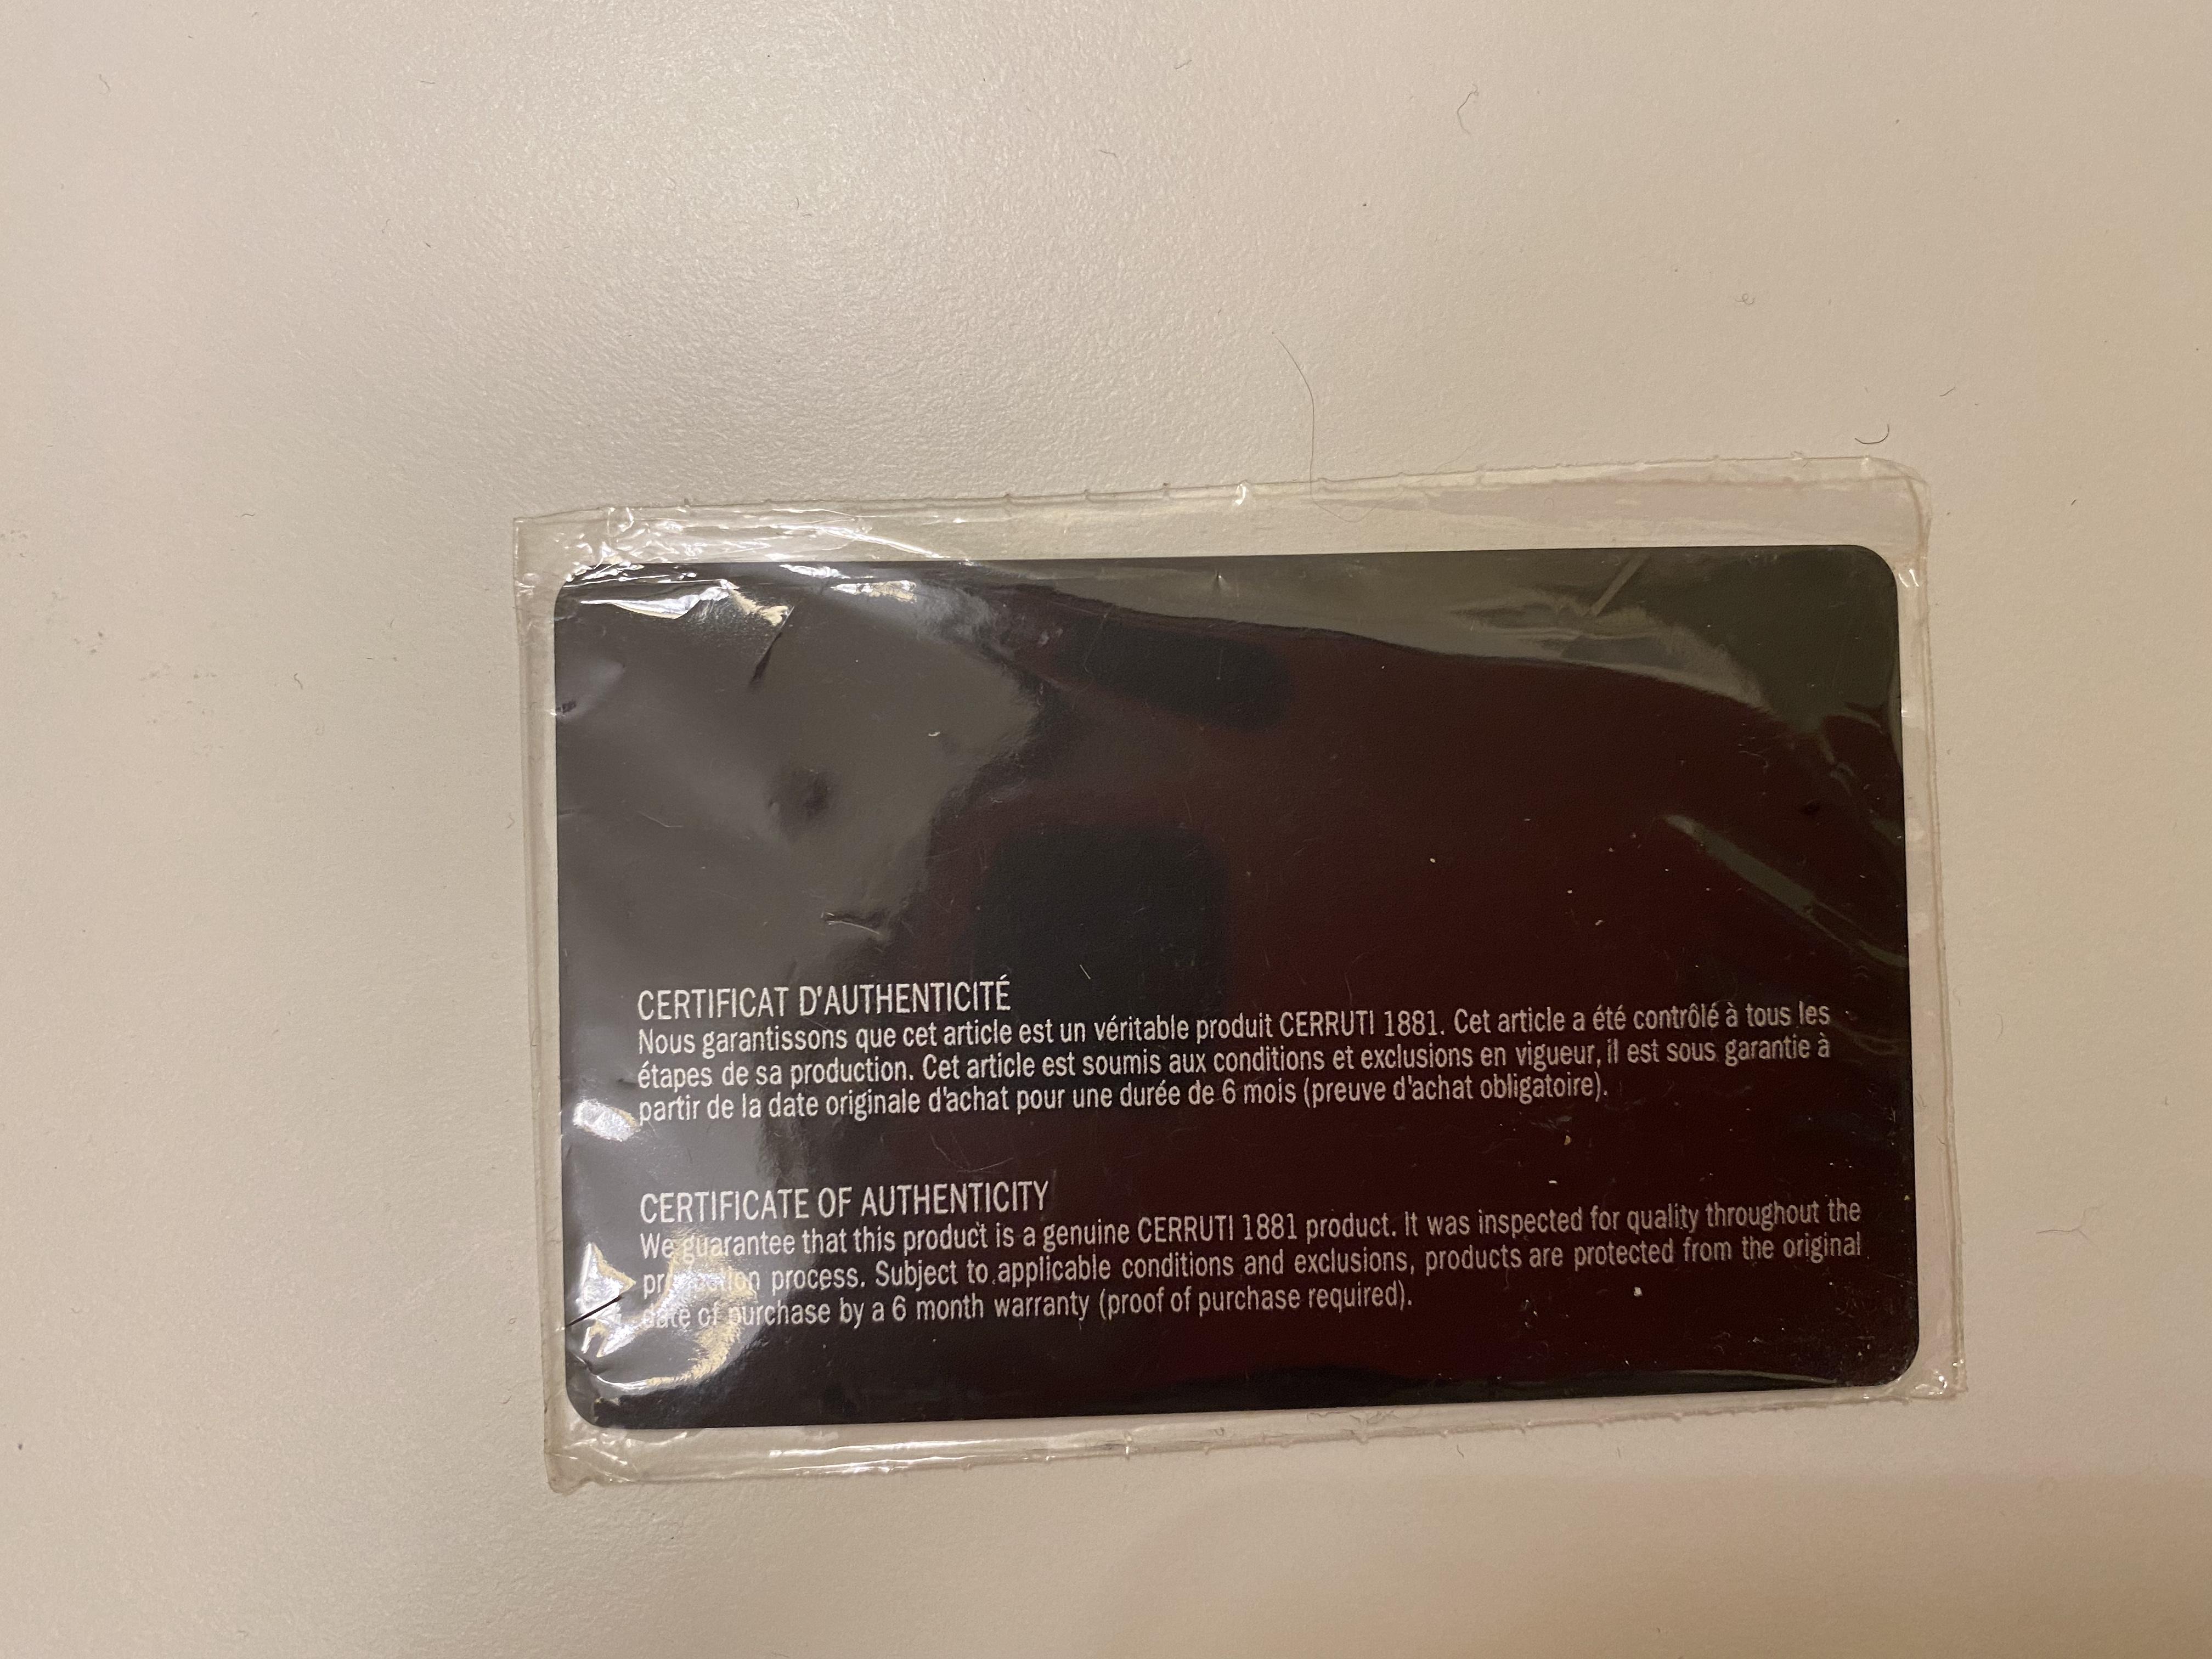 CERTIFICAT D'AUTHENTICITÉ
Nous garantissons que cet article est un véritable produit CERRUTI 1881. Cet article a été contrôlé à tous les
étapes de sa production. Cet article est soumis aux conditions et exclusions en vigueur, il est sous garantie à
partir de la date originale d'achat pour une durée de 6 mois (preuve d'achat obligatoire).
CERTIFICATE OF AUTHENTICITY
We guarantee that this product is a genuine CERRUTI 1881 product. It was inspected for quality throughout the
process. Subject to applicable conditions and exclusions, products are protected from the original
date of purchase by a 6 month warranty (proof of purchase required).